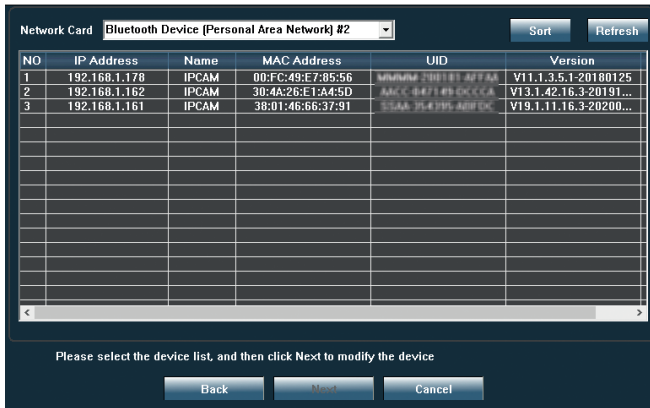 Network Card Bluetooth Device (Personal Area Network) #2 Sort Refresh
NO IP Address Name MAC Address UID Version
1 192.168.1.178 IPCAM 00:FC:49:E7:85:56 V11.1.3.5.1-20180125
2 192.168.1.162 IPCAM 30:4A:26:E1:A4:5D V13.1.42.16.3-20191...
3 192.168.1.161 IPCAM 38:01:46:66:37:91 V19.1.11.16.3-20200...
Please select the device list, and then click Next to modify the device
Back Next Cancel